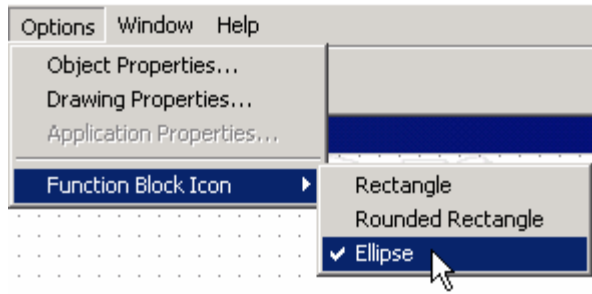 Options Window Help
Object Properties...
Drawing Properties...
Application Properties...
Function Block Icon
Rectangle
Rounded Rectangle
Ellipse